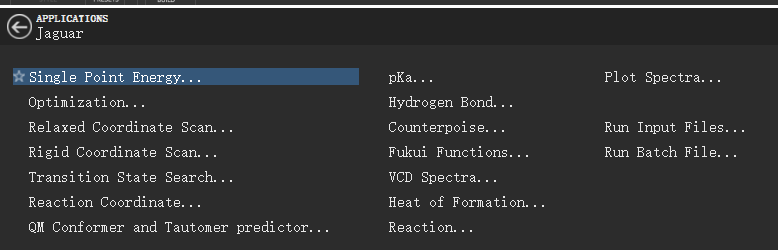 PRESETS
BUILD
APPLICATIONS
Jaguar
Single Point Energy...
Optimization...
Relaxed Coordinate Scan...
Rigid Coordinate Scan...
Transition State Search...
Reaction Coordinate...
QM Conformer and Tautomer predictor...
pKa...
Hydrogen Bond...
Counterpoise...
Fukui Functions...
VCD Spectra...
Heat of Formation...
Reaction...
Plot Spectra...
Run Input Files...
Run Batch File...